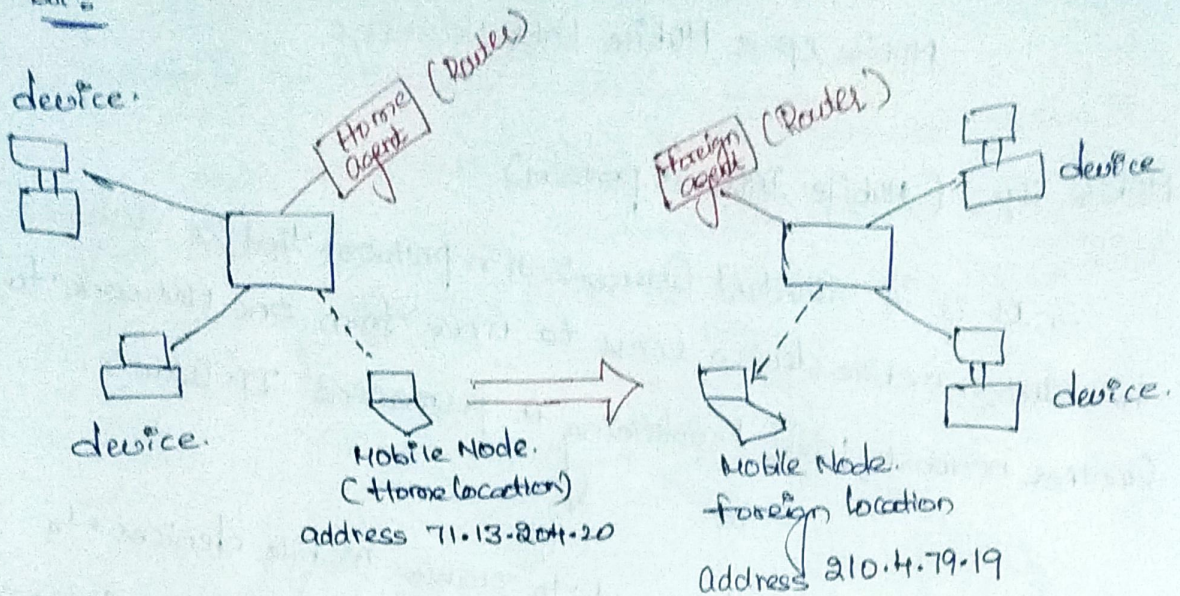 device.
Home
agent
(Router)
Foreign
agent
(Router)
device
device.
Mobile Node.
(Home location)
address 71.13.204.20
device.
Mobile Node.
foreign location
address 210.4.79.19